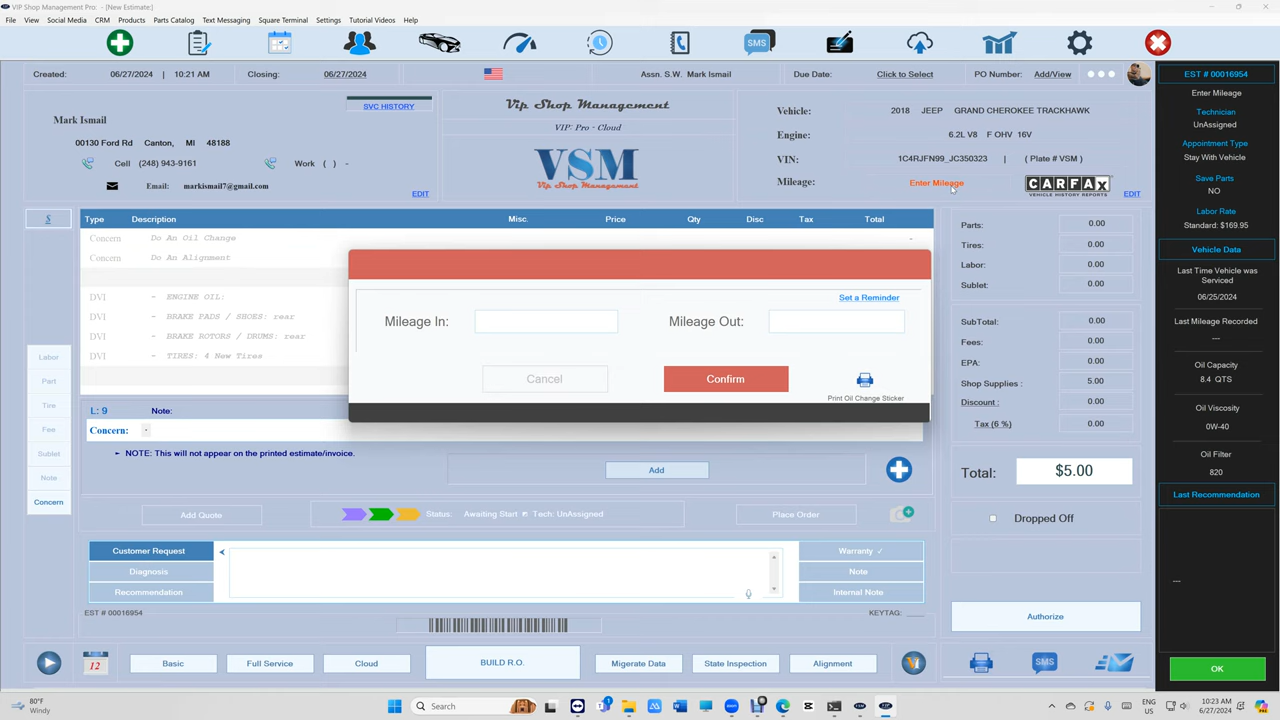 VIP Shop Management Pro: - [New Estimate:]
File View Social Media CRM Products Parts Catalog Text Messaging Square Terminal Settings Tutorial Videos Help
SMS
Created: 06/27/2024 | 10:21 AM Closing: 06/27/2024 Assn. S.W. Mark Ismail Due Date: Click to Select PO Number: Add/View
SVC HISTORY
Mark Ismail
00130 Ford Rd Canton, MI 48188
Cell (248) 943-9161 Work ( ) -
Email: markismail7@gmail.com
EDIT
Vip Shop Management
VIP Pro - Cloud
VSM
Vip Shop Management
Vehicle: 2018 JEEP GRAND CHEROKEE TRACKHAWK
Engine: 6.2L V8 F OHV 16V
VIN: 1C4RJFN99_JC350323 | ( Plate # VSM )
Mileage: Enter Mileage
CARFAX
VEHICLE HISTORY REPORTS
EDIT
$ Type Description Misc. Price Qty Disc Tax Total
Concern Do An Oil Change -
Concern Do An Alignment
DVI - ENGINE OIL:
DVI - BRAKE PADS / SHOES: rear
DVI - BRAKE ROTORS / DRUMS: rear
DVI - TIRES: 4 New Tires
Labor
Part
Tire
Fee
Sublet
Note
Concern
Set a Reminder
Mileage In: Mileage Out:
Cancel Confirm
Print Oil Change Sticker
L: 9 Note:
Concern: -
► NOTE: This will not appear on the printed estimate/invoice.
Add
Add Quote Status: Awaiting Start Tech: UnAssigned Place Order
Customer Request
Diagnosis
Recommendation
Warranty ✓
Note
Internal Note
EST # 00016954 KEYTAG: ____
12 Basic Full Service Cloud BUILD R.O. Migerate Data State Inspection Alignment
Parts: 0.00
Tires: 0.00
Labor: 0.00
Sublet: 0.00
SubTotal: 0.00
Fees: 0.00
EPA: 0.00
Shop Supplies: 5.00
Discount : 0.00
Tax (6 %) 0.00
Total: $5.00
Dropped Off
Authorize
SMS
EST # 00016954
Enter Mileage
Technician
UnAssigned
Appointment Type
Stay With Vehicle
Save Parts
NO
Labor Rate
Standard: $169.95
Vehicle Data
Last Time Vehicle was
Serviced
06/25/2024
Last Mileage Recorded
---
Oil Capacity
8.4 QTS
Oil Viscosity
0W-40
Oil Filter
820
Last Recommendation
---
OK
80°F
Windy
Search
ENG
US
10:23 AM
6/27/2024